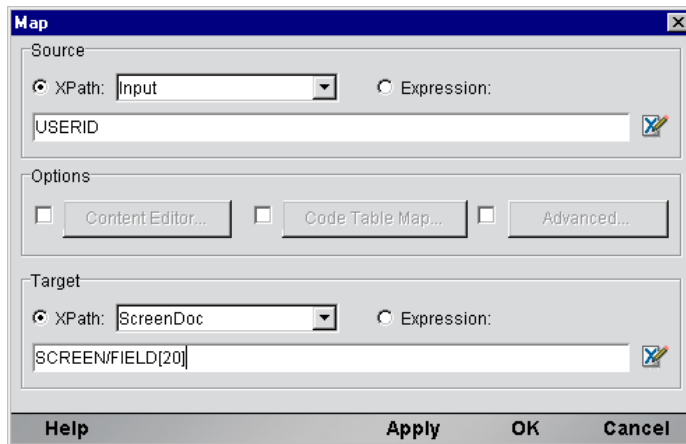 Map
Source
XPath: Input Expression:
USERID
Options
Content Editor... Code Table Map... Advanced...
Target
XPath: ScreenDoc Expression:
SCREEN/FIELD[20]
Help Apply OK Cancel